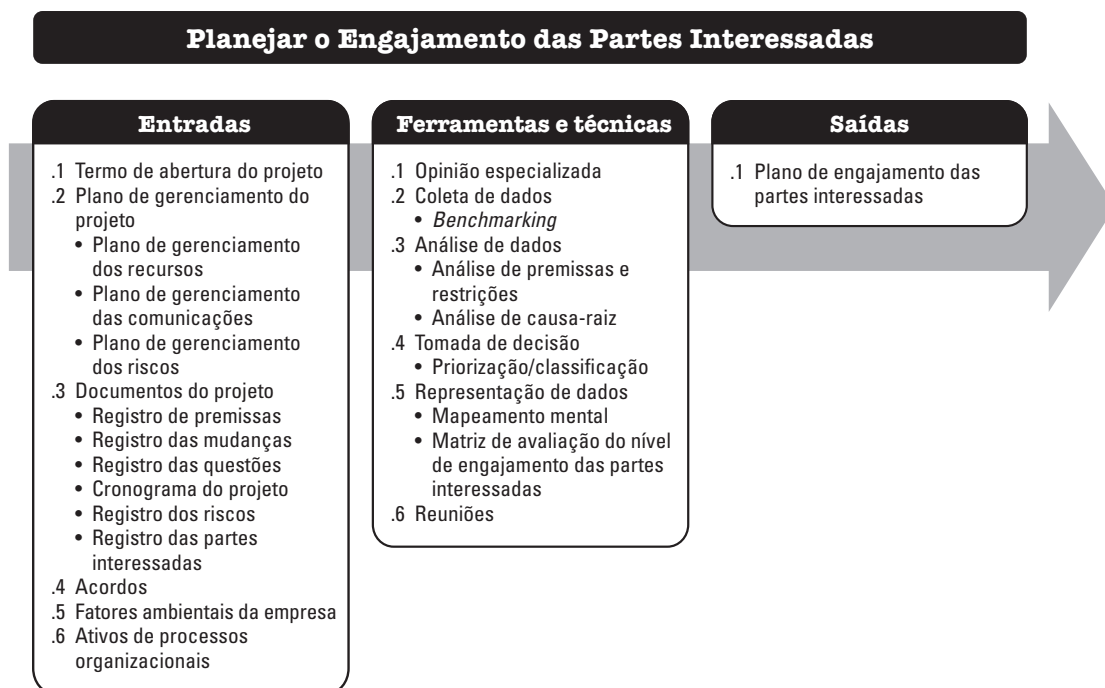 Planejar o Engajamento das Partes Interessadas
Entradas
.1 Termo de abertura do projeto
.2 Plano de gerenciamento do
projeto
• Plano de gerenciamento
dos recursos
• Plano de gerenciamento
das comunicações
• Plano de gerenciamento
dos riscos
.3 Documentos do projeto
• Registro de premissas
• Registro das mudanças
• Registro das questões
• Cronograma do projeto
• Registro dos riscos
• Registro das partes
interessadas
.4 Acordos
.5 Fatores ambientais da empresa
.6 Ativos de processos
organizacionais
Ferramentas e técnicas
.1 Opinião especializada
.2 Coleta de dados
• Benchmarking
.3 Análise de dados
• Análise de premissas e
restrições
• Análise de causa-raiz
.4 Tomada de decisão
• Priorização/classificação
.5 Representação de dados
• Mapeamento mental
• Matriz de avaliação do nível
de engajamento das partes
interessadas
.6 Reuniões
Saídas
.1 Plano de engajamento das
partes interessadas